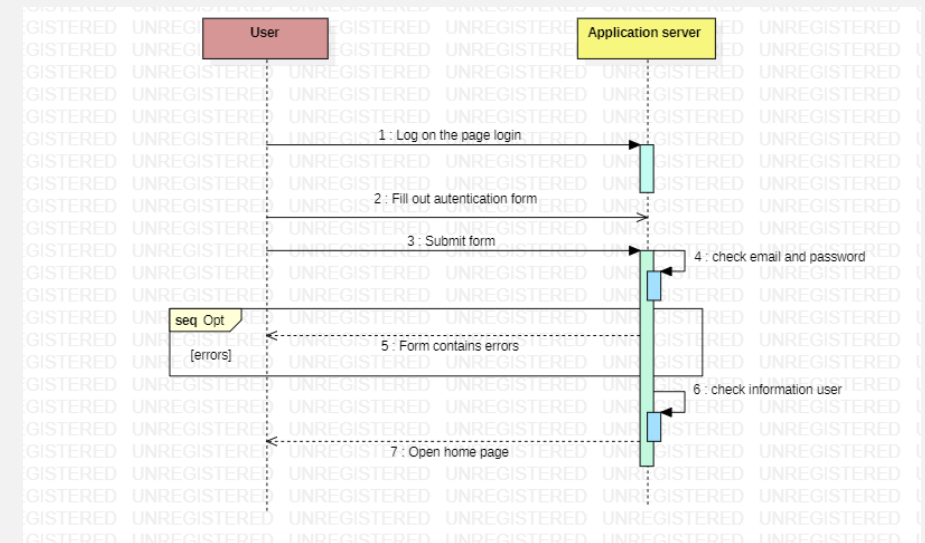 User
Application server
1 : Log on the page login
2 : Fill out autentication form
3 : Submit form
4 : check email and password
seq Opt
5 : Form contains errors
[errors]
6 : check information user
7 : Open home page
UNREGISTERED